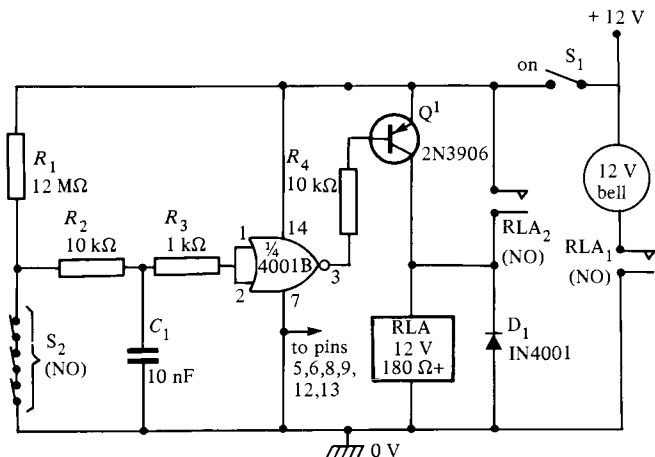 + 12 V
on
S1
Q1
2N3906
R1
12 MΩ
R4
10 kΩ
12 V
bell
R2
10 kΩ
R3
1 kΩ
1
2
¼
4001B
14
3
7
RLA2
(NO)
RLA1
(NO)
S2
(NO)
C1
10 nF
to pins
5,6,8,9,
12,13
RLA
12 V
180 Ω+
D1
IN4001
0 V